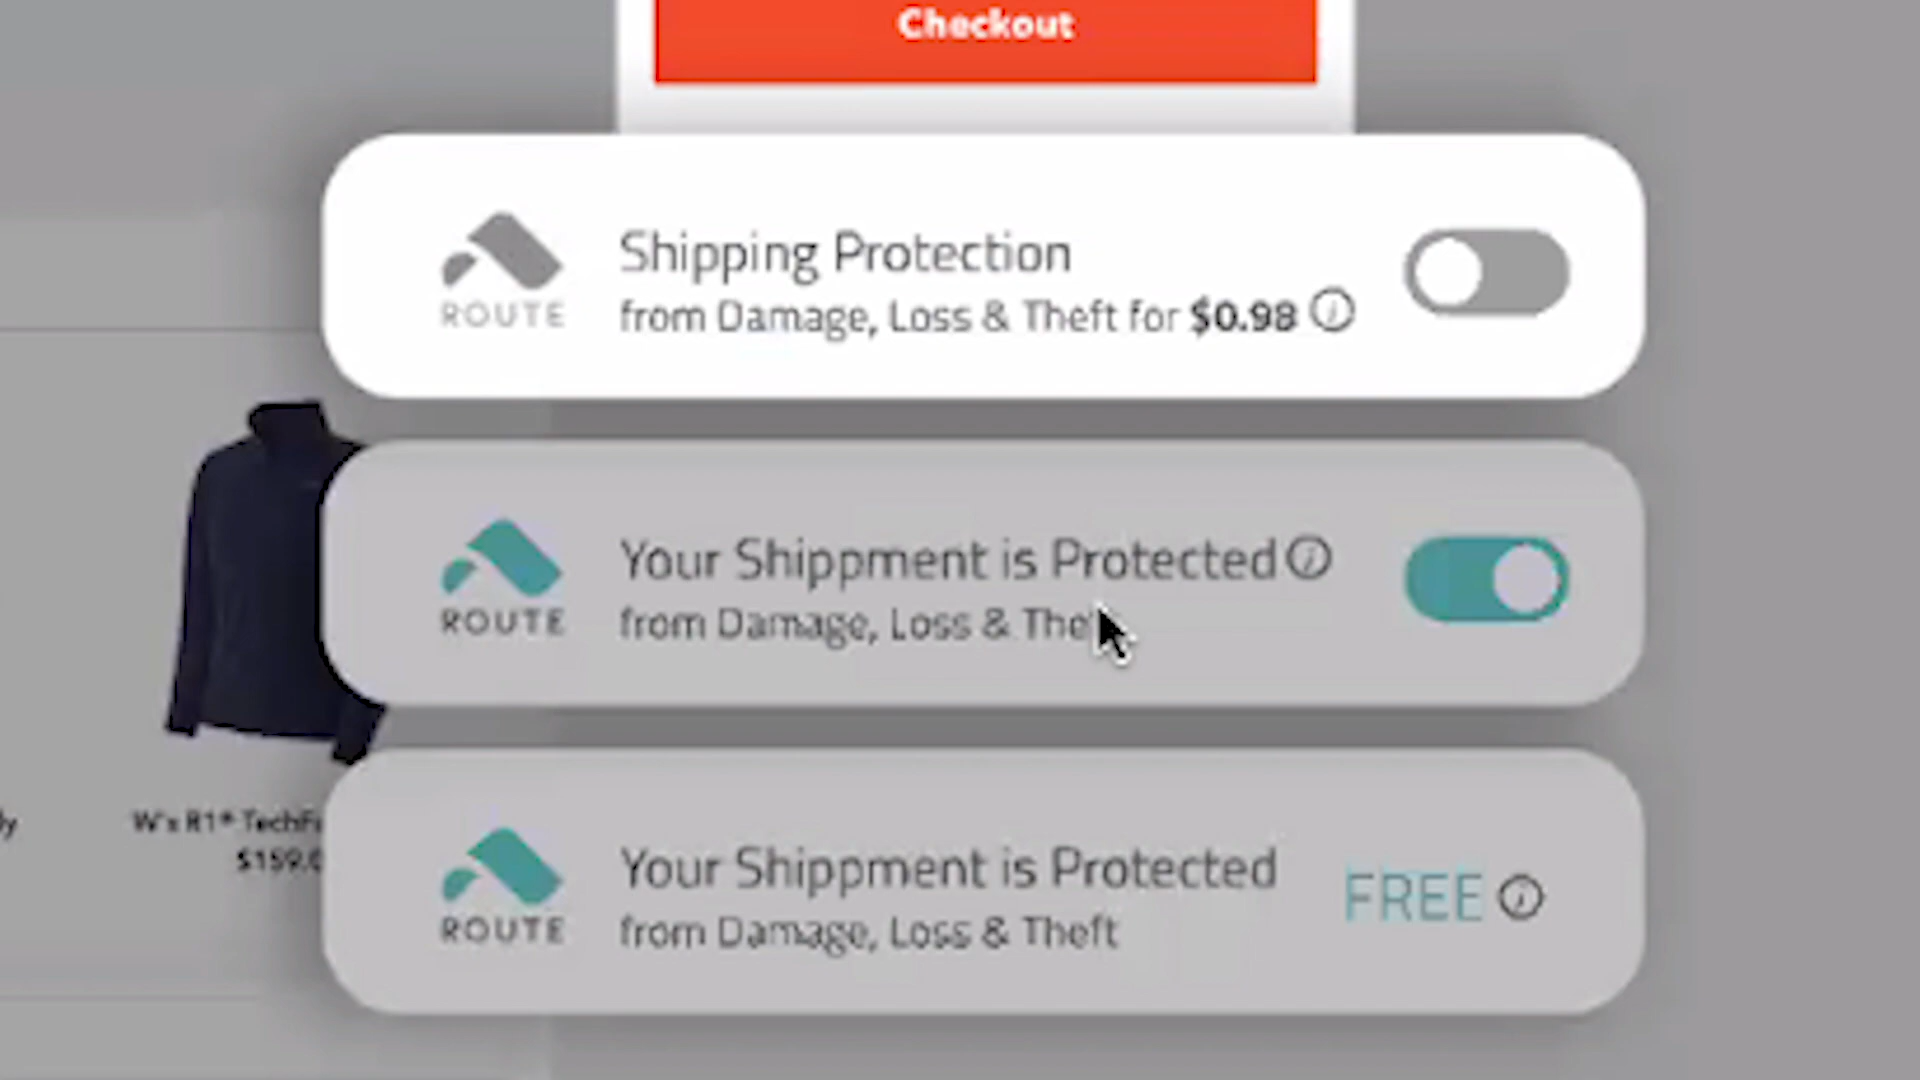 Checkout
ROUTE
Shipping Protection
from Damage, Loss & Theft for $0.98
ROUTE
Your Shippment is Protected
from Damage, Loss &
ROUTE
Your Shippment is Protected
from Damage, Loss & Theft
FREE
W's R1®